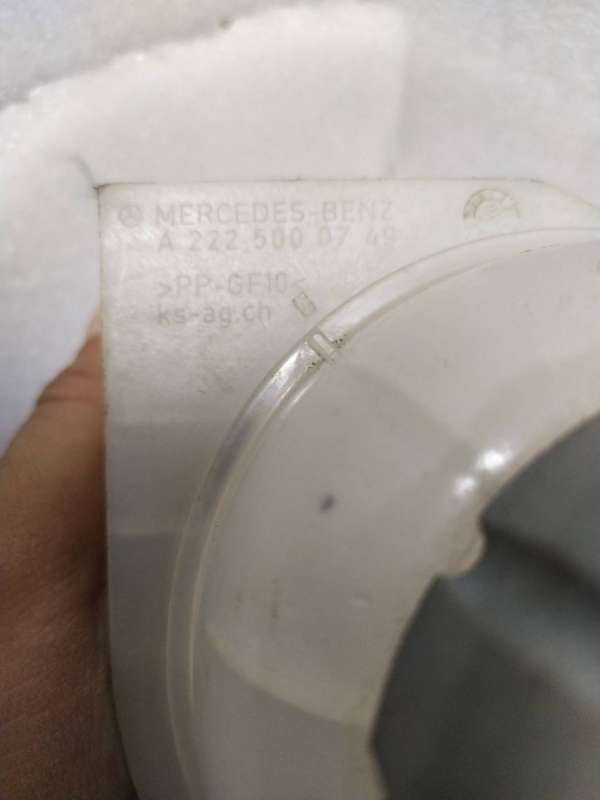 MERCEDES-BENZ
A 222 500 07 49
>PP-GF10<
ks-ag.ch